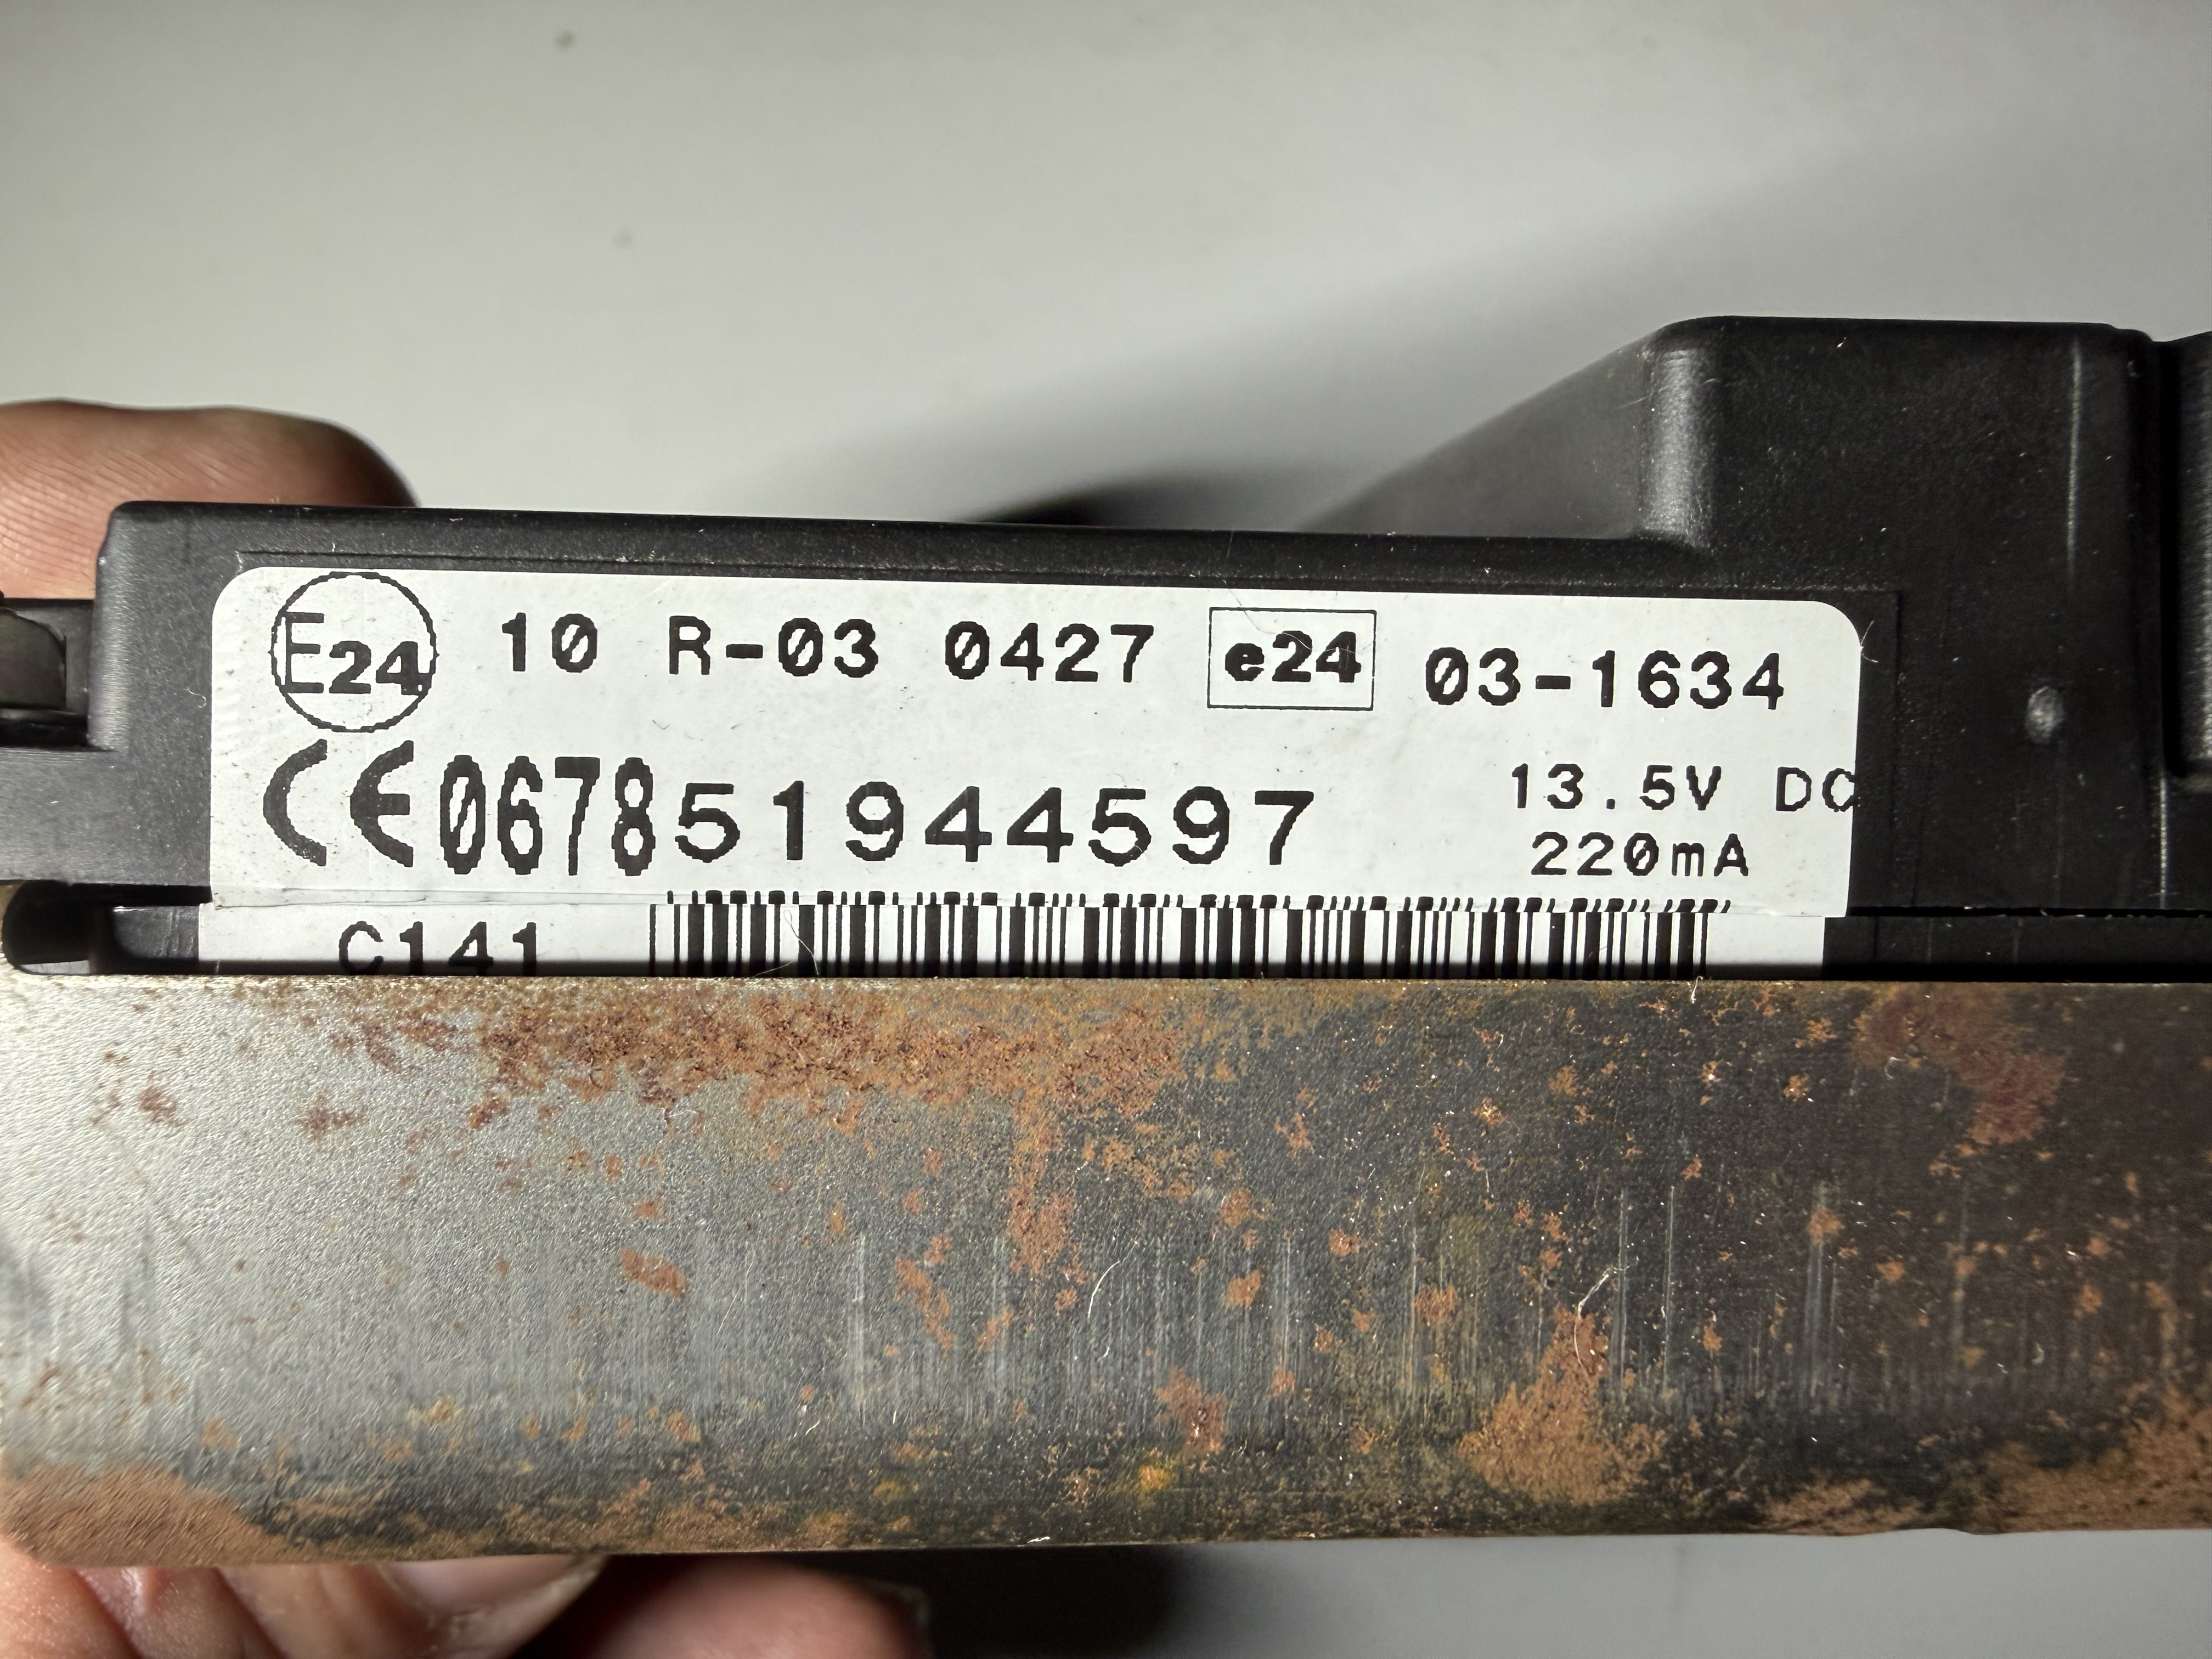 E24 10 R-03 0427 e24 03-1634
CE0678 51944597 13.5V DC
220mA
C141